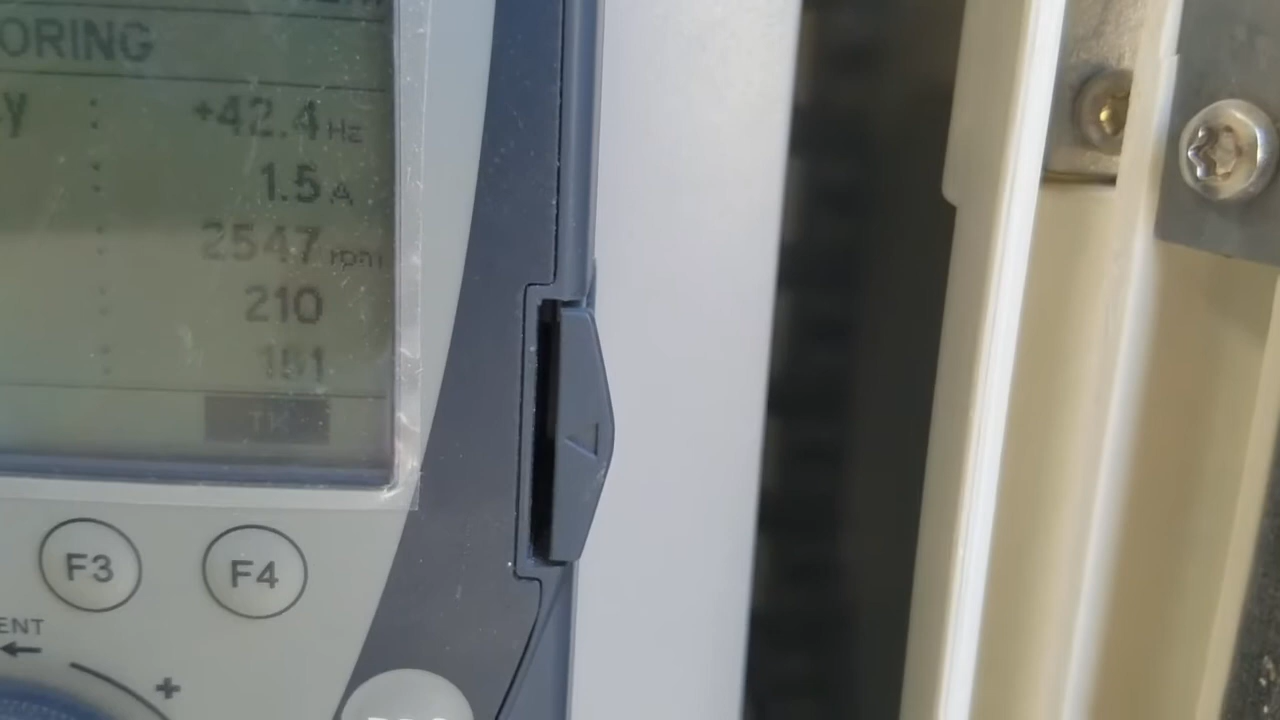 ORING
y : +42.4 Hz
: 1.5 A
: 2547 rpm
210
: 151
F3
F4
ENT
+